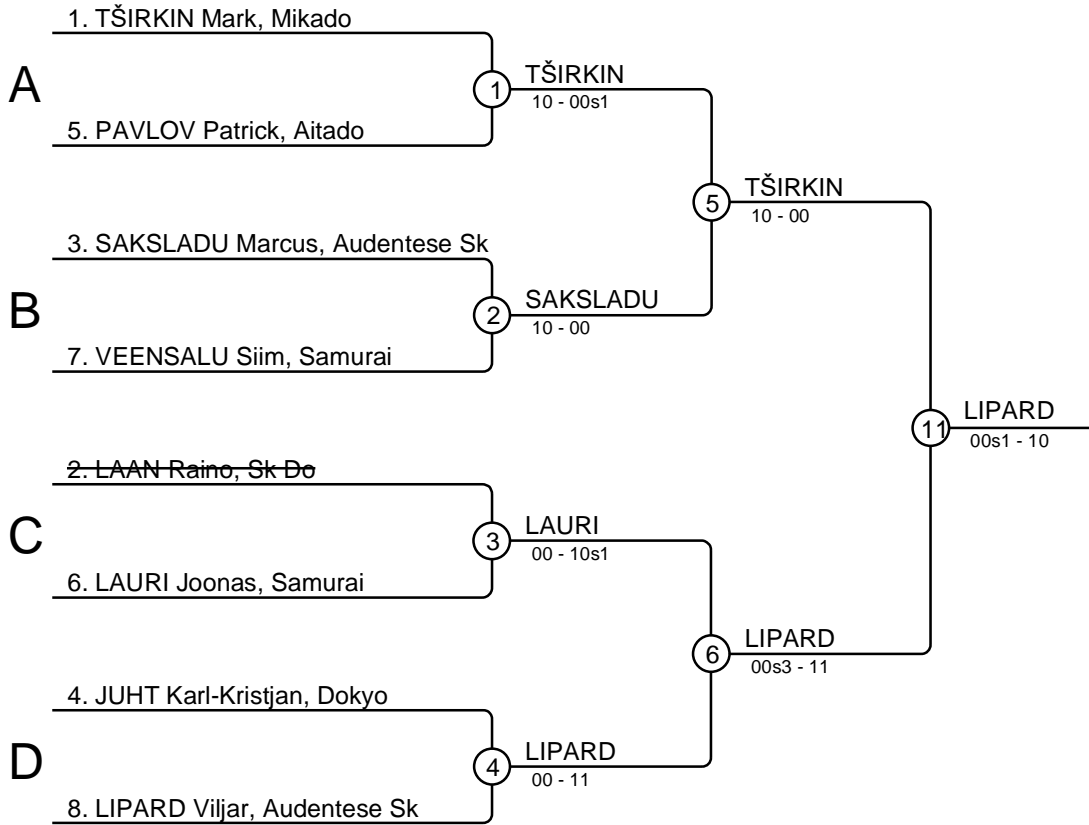 1. TŠIRKIN Mark, Mikado
A
1
TŠIRKIN
10 - 00s1
5. PAVLOV Patrick, Aitado
5
TŠIRKIN
10 - 00
3. SAKSLADU Marcus, Audentese Sk
B
2
SAKSLADU
10 - 00
7. VEENSALU Siim, Samurai
11
LIPARD
00s1 - 10
2. LAAN Raino, Sk Do
C
3
LAURI
00 - 10s1
6. LAURI Joonas, Samurai
6
LIPARD
00s3 - 11
4. JUHT Karl-Kristjan, Dokyo
D
4
LIPARD
00 - 11
8. LIPARD Viljar, Audentese Sk